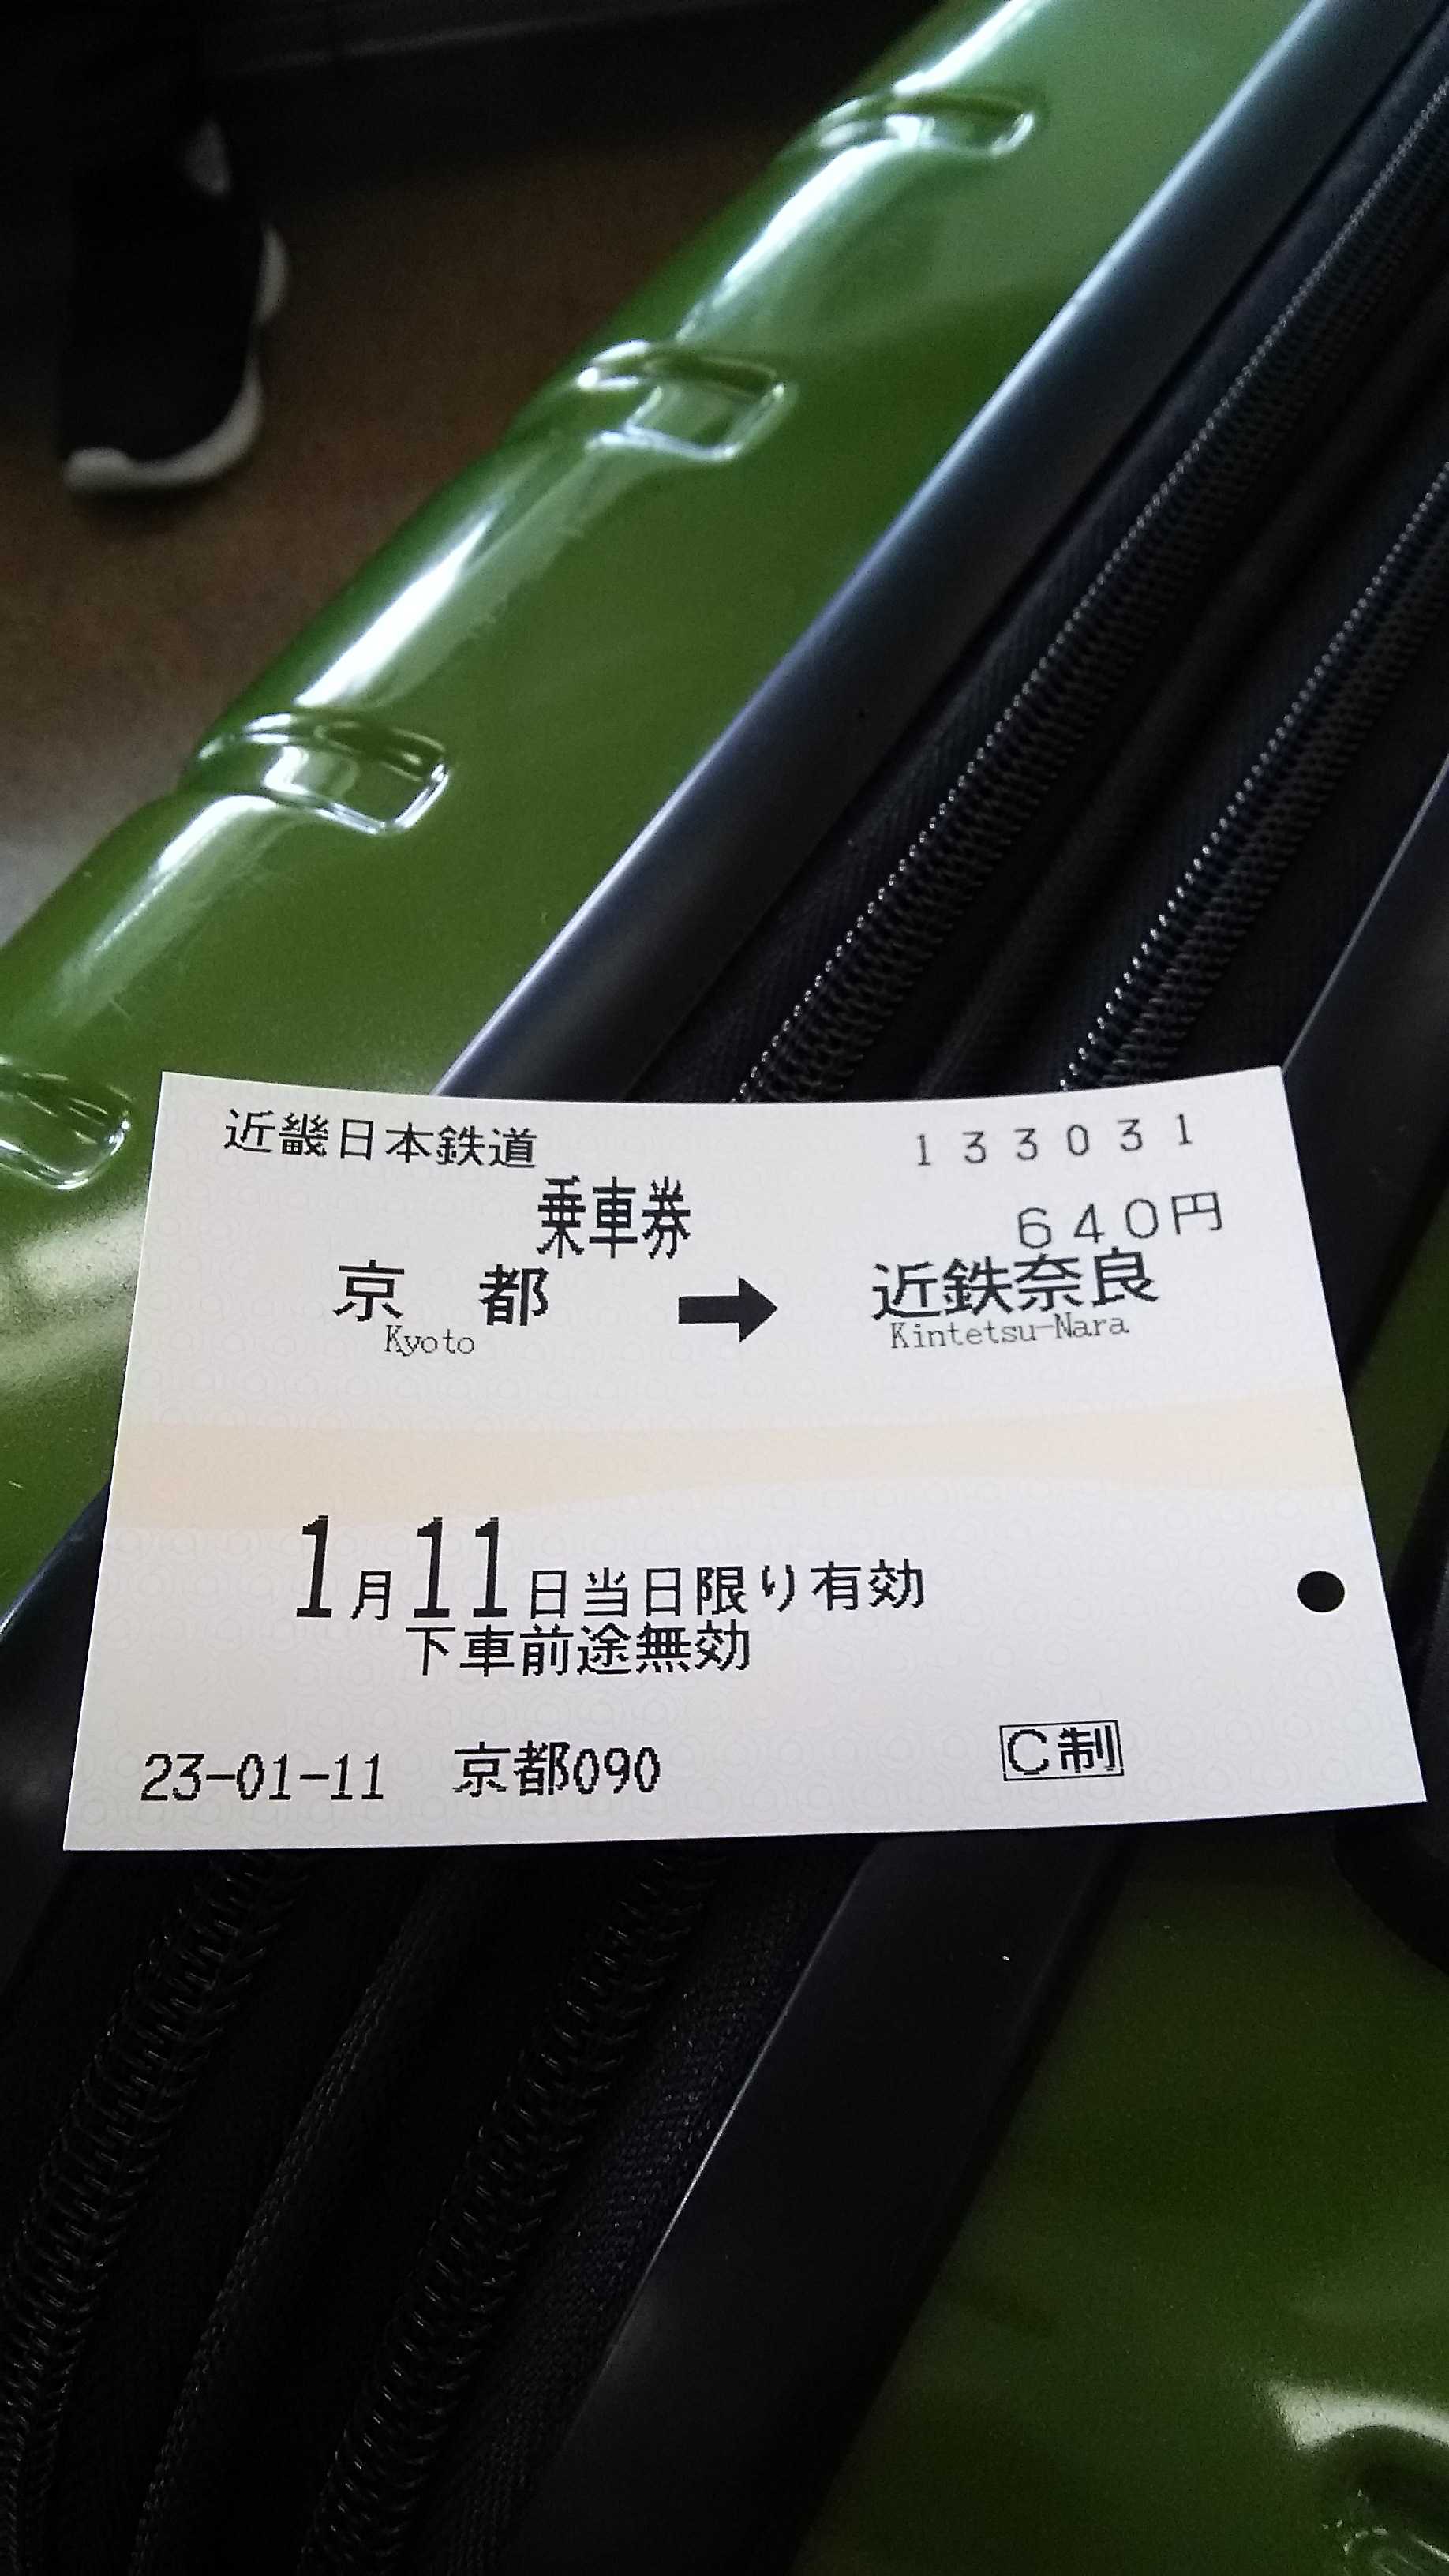 近畿日本鉄道 133031
乗車券 640円
京都 ➡ 近鉄奈良
Kyoto Kintetsu-Nara
1月11日当日限り有効
下車前途無効
23-01-11 京都090 C制